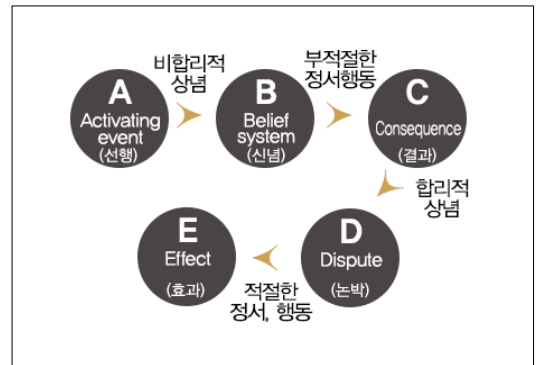 비합리적
상념
부적절한
정서행동
A
Activating
event
(선행)
B
Belief
system
(신념)
C
Consequence
(결과)
합리적
상념
E
Effect
(효과)
D
Dispute
(논박)
적절한
정서, 행동